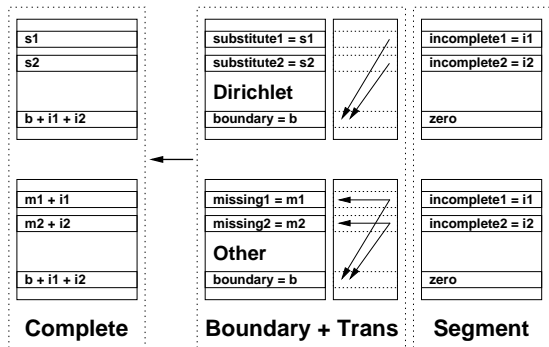 s1
s2
b + i1 + i2
m1 + i1
m2 + i2
b + i1 + i2
Complete
substitute1 = s1
substitute2 = s2
Dirichlet
boundary = b
missing1 = m1
missing2 = m2
Other
boundary = b
Boundary + Trans
incomplete1 = i1
incomplete2 = i2
zero
incomplete1 = i1
incomplete2 = i2
zero
Segment